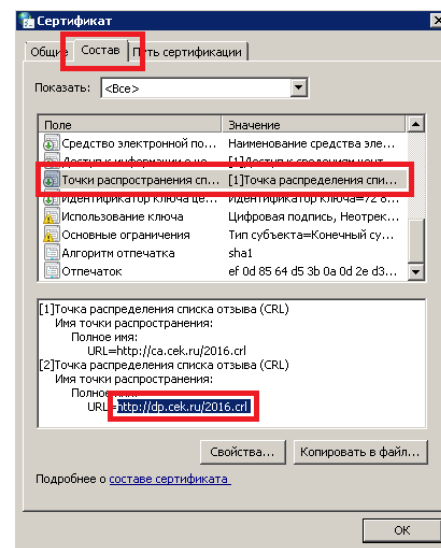 Сертификат
Общие Состав Путь сертификации
Показать: <Все>
Поле Значение
Средство электронной по... Наименование средства эле...
Доступ к информации о це... [1]Доступ к сведениям цент...
Точки распространения сп... [1]Точка распределения спи...
Идентификатор ключа це... Идентификатор ключа=72 8...
Использование ключа Цифровая подпись, Неотрек...
Основные ограничения Тип субъекта=Конечный су...
Алгоритм отпечатка sha1
Отпечаток ef 0d 85 64 d5 3b 0a 0d 2e d3...
[1]Точка распределения списка отзыва (CRL)
Имя точки распространения:
Полное имя:
URL=http://ca.cek.ru/2016.crl
[2]Точка распределения списка отзыва (CRL)
Имя точки распространения:
Полное имя:
URL=http://dp.cek.ru/2016.crl
Свойства... Копировать в файл...
Подробнее о составе сертификата
OK